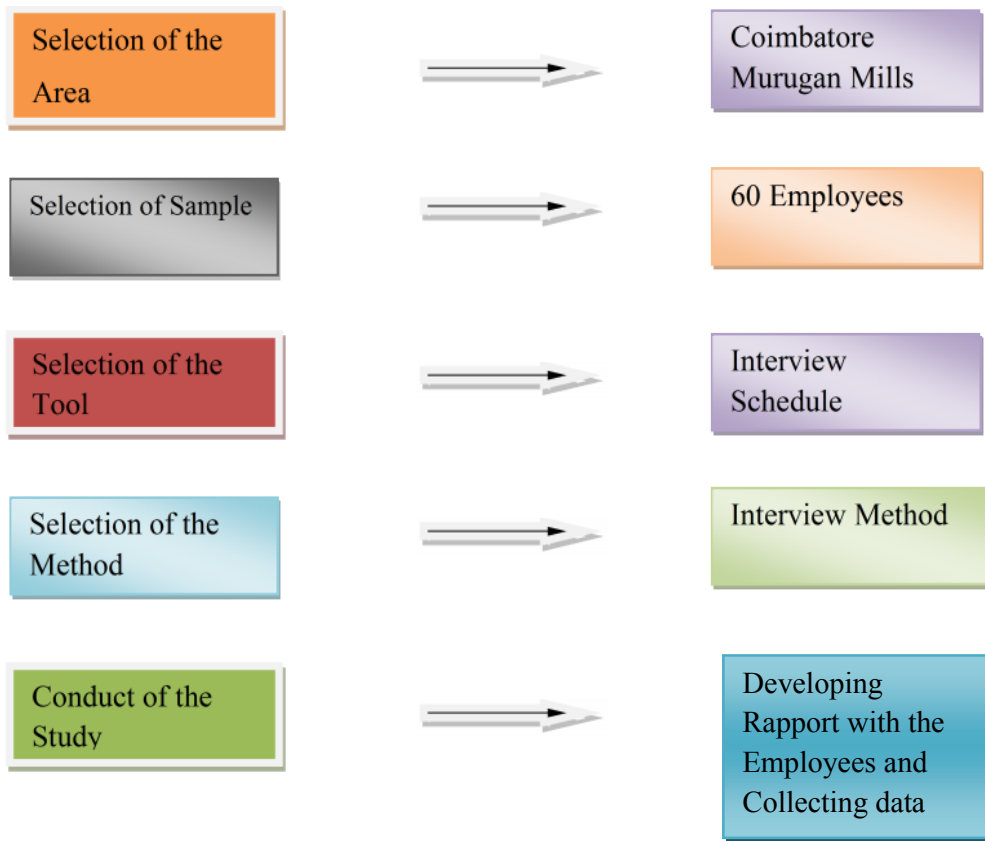 Selection of the
Area
Coimbatore
Murugan Mills
Selection of Sample
60 Employees
Selection of the
Tool
Interview
Schedule
Selection of the
Method
Interview Method
Conduct of the
Study
Developing
Rapport with the
Employees and
Collecting data